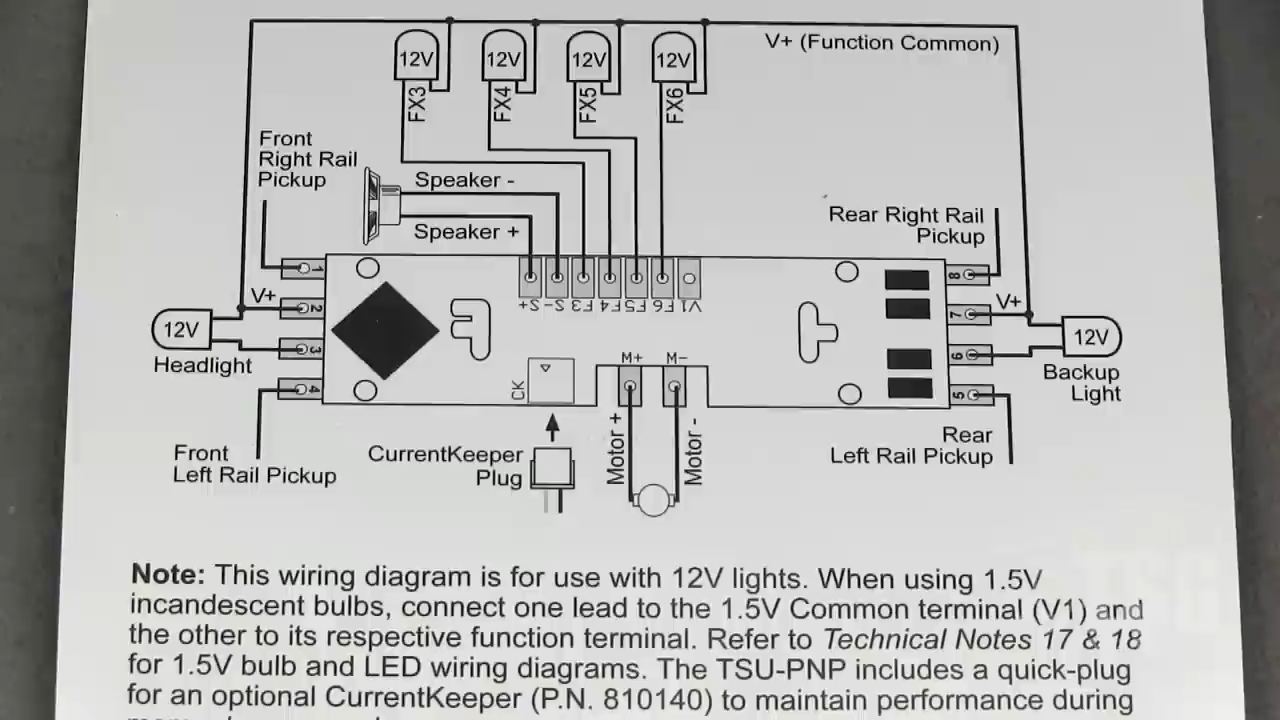 V+ (Function Common)
12V
12V
12V
12V
FX3
FX4
FX5
FX6
Front
Right Rail
Pickup
Speaker -
Speaker +
Rear Right Rail
Pickup
1
V+
2
12V
3
Headlight
4
S+
S-
F3
F4
F5
F6
V1
8
V+
7
12V
6
Backup
Light
5
CK
M+
M-
Front
Left Rail Pickup
CurrentKeeper
Plug
Motor +
Motor -
Rear
Left Rail Pickup
Note: This wiring diagram is for use with 12V lights. When using 1.5V
incandescent bulbs, connect one lead to the 1.5V Common terminal (V1) and
the other to its respective function terminal. Refer to Technical Notes 17 & 18
for 1.5V bulb and LED wiring diagrams. The TSU-PNP includes a quick-plug
for an optional CurrentKeeper (P.N. 810140) to maintain performance during